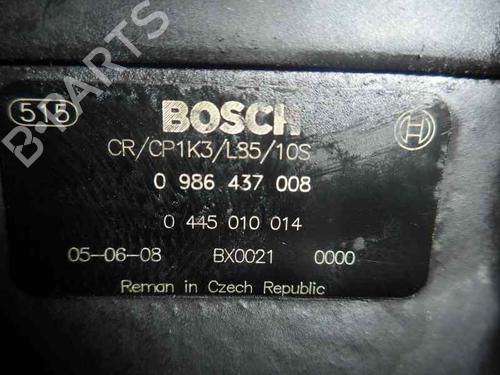 515
BOSCH
CR/CP1K3/L85/10S
0 986 437 008
0 445 010 014
05-06-08 BX0021 0000
Reman in Czech Republic
B-PARTS